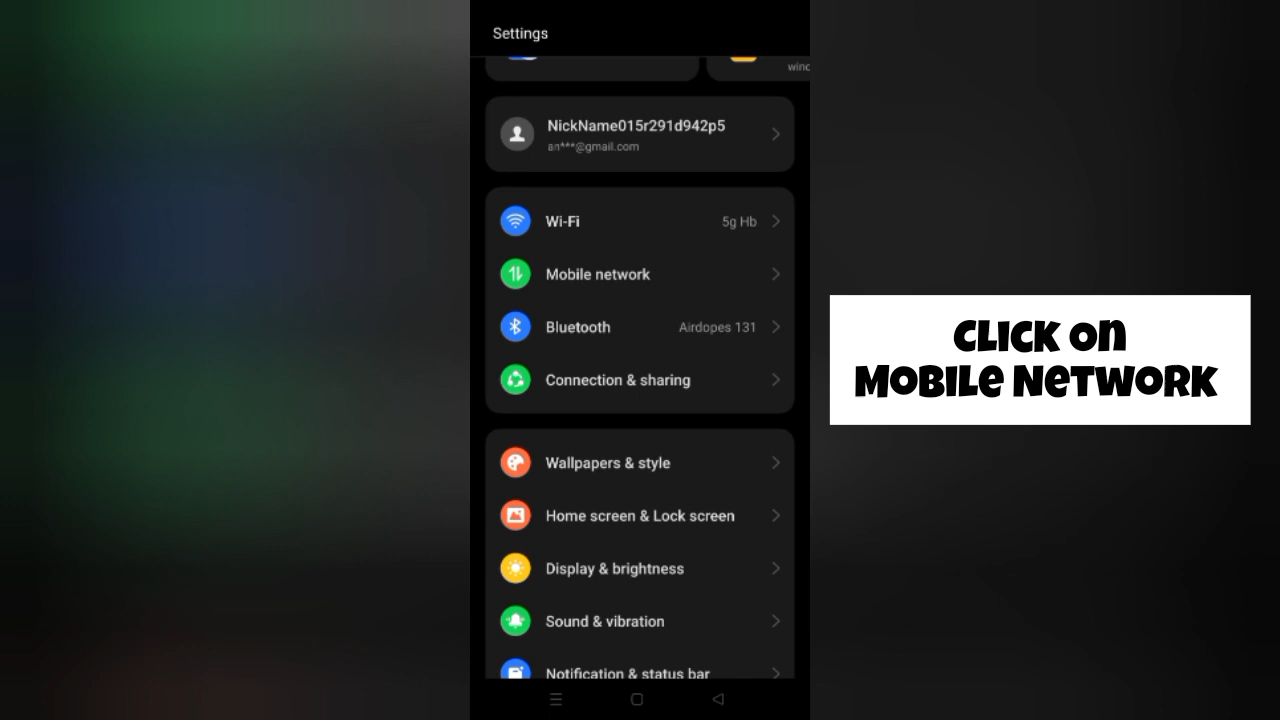 Settings
winc
NickName015r291d942p5
an***@gmail.com
Wi-Fi 5g Hb
Mobile network
Bluetooth Airdopes 131
Connection & sharing
Wallpapers & style
Home screen & Lock screen
Display & brightness
Sound & vibration
Notification & status bar
Click on
Mobile Network